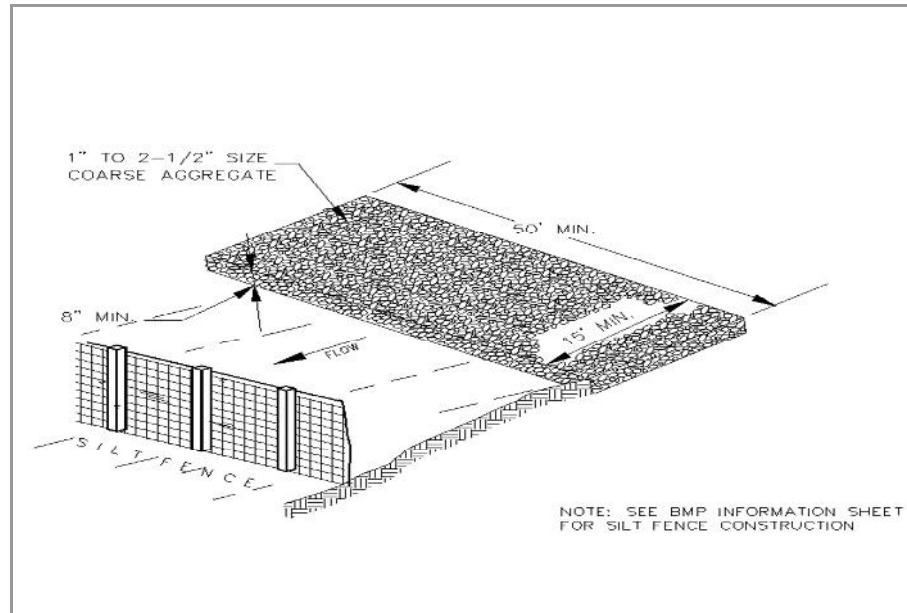 1" TO 2-1/2" SIZE
COARSE AGGREGATE
50' MIN.
8" MIN.
15' MIN.
FLOW
SILT FENCE
NOTE: SEE BMP INFORMATION SHEET
FOR SILT FENCE CONSTRUCTION